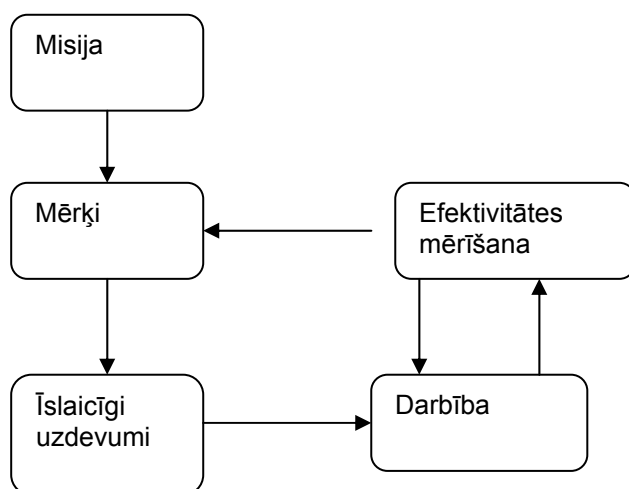 Misija
Mērķi
Efektivitātes
mērīšana
Īslaicīgi
uzdevumi
Darbība